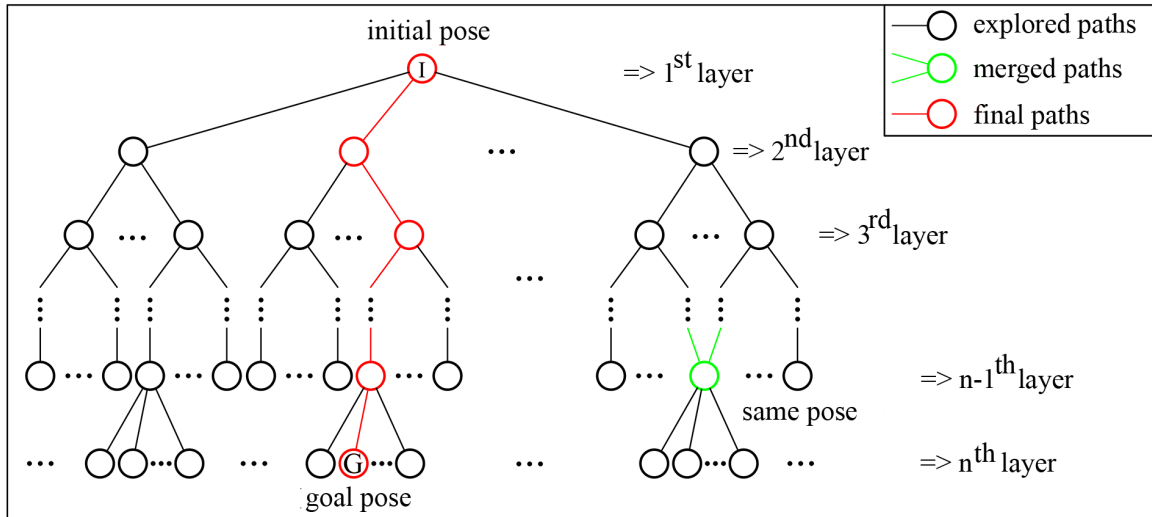 initial pose
I
=> 1st layer
explored paths
merged paths
final paths
=> 2nd layer
=> 3rd layer
=> n-1th layer
same pose
G
=> nth layer
goal pose